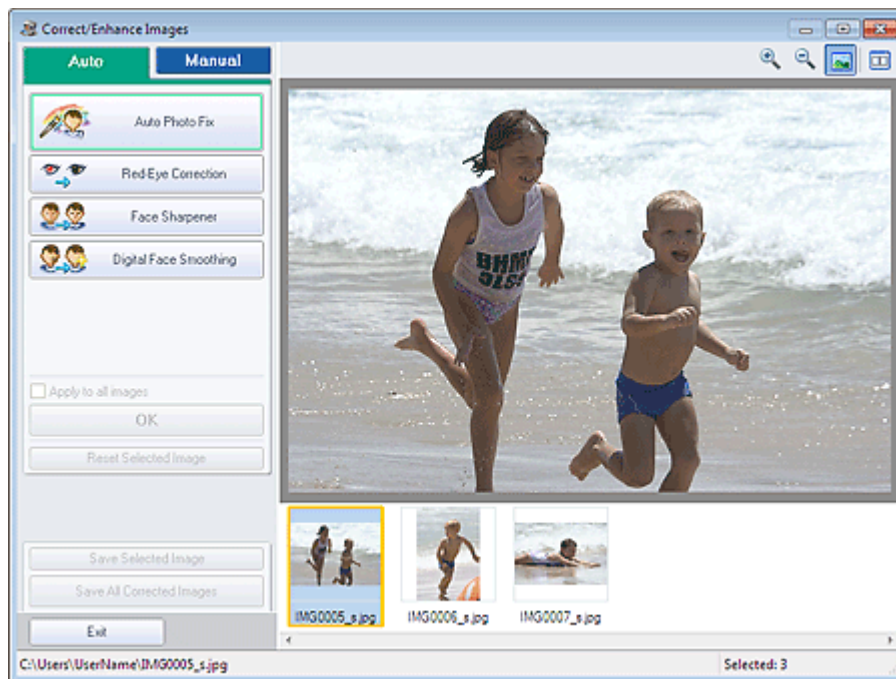 Correct/Enhance Images
Auto
Manual
Auto Photo Fix
Red-Eye Correction
Face Sharpener
Digital Face Smoothing
Apply to all images
OK
Reset Selected Image
Save Selected Image
Save All Corrected Images
Exit
IMG0005_s.jpg
IMG0006_s.jpg
IMG0007_s.jpg
C:\Users\UserName\IMG0005_s.jpg
Selected: 3